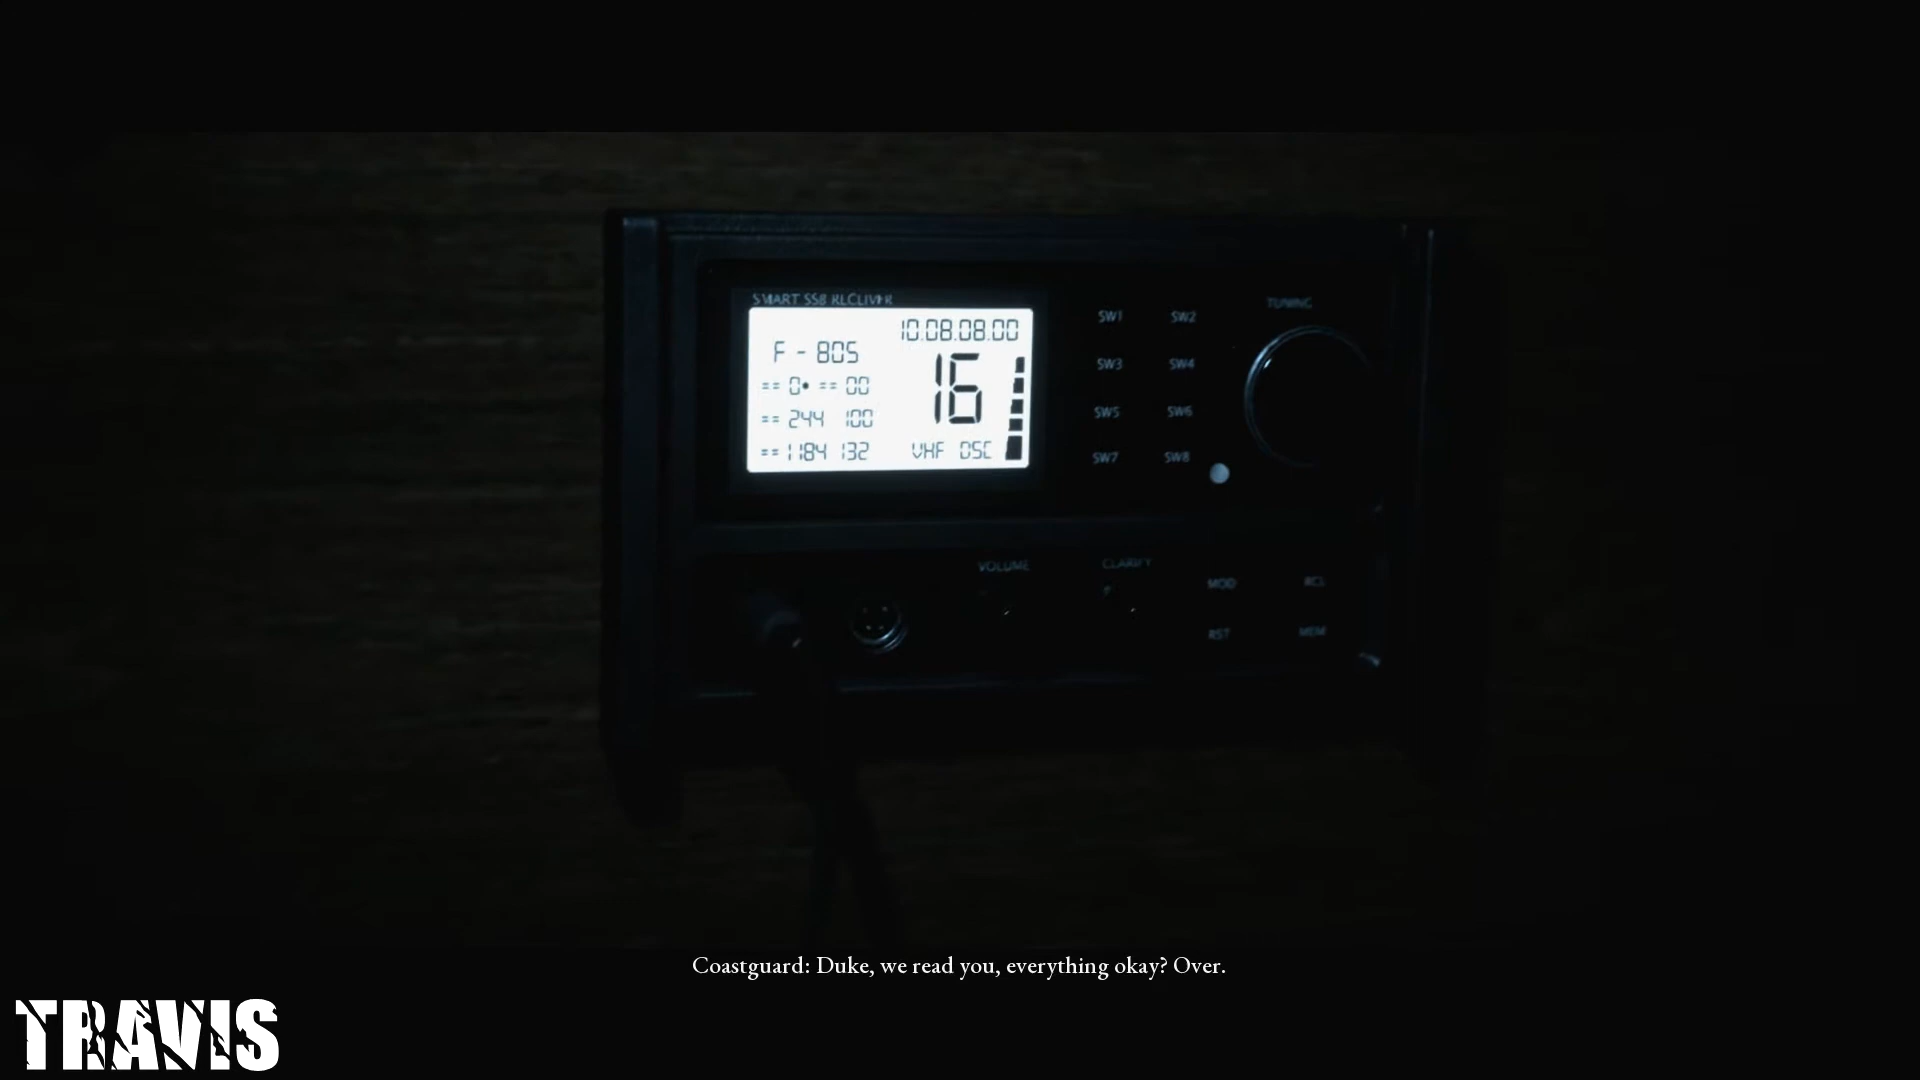 SMART SSB RECEIVER
10.08.08.00
F - 805
16
== 0• == 00
== 244 100
== 1184 132
VHF DSC
SW1 SW2
SW3 SW4
SW5 SW6
SW7 SW8
TUNING
VOLUME
CLARIFY
MOD RCL
RST MEM
Coastguard: Duke, we read you, everything okay? Over.
TRAVIS